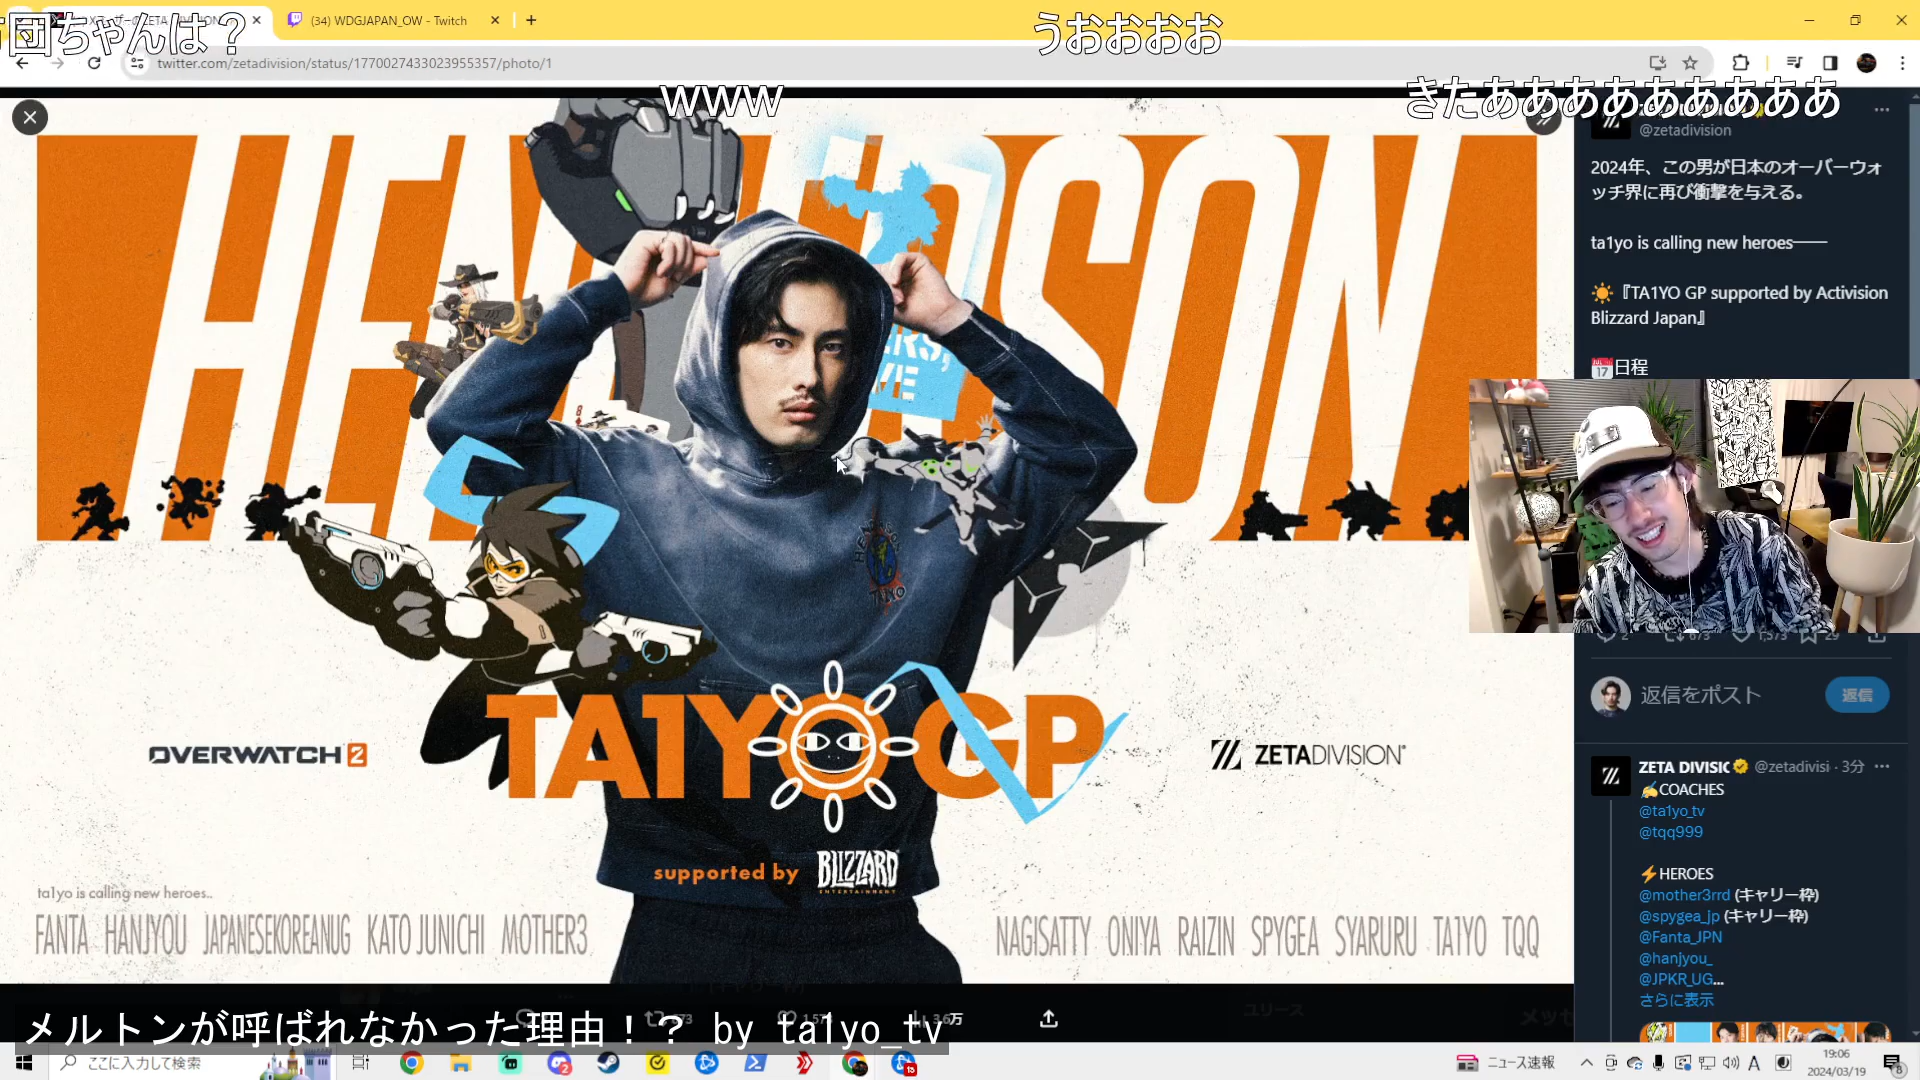 団ちゃんは？
うおおおお
(34) WDGJAPAN_OW - Twitch
twitter.com/zetadivision/status/1770027433023955357/photo/1
WWW
きたあああああああああ
HENDERSON
@zetadivision
2024年、この男が日本のオーバーウォ
ッチ界に再び衝撃を与える。
ta1yo is calling new heroes──
☀️『TA1YO GP supported by Activision
Blizzard Japan』
📅日程
TA1YO GP
OVERWATCH 2
ZETADIVISION
supported by BLIZZARD
ENTERTAINMENT
ta1yo is calling new heroes..
FANTA HANJYOU JAPANESEKOREANUG KATO JUNICHI MOTHER3
NAGISATTY ONIYA RAIZIN SPYGEA SYARURU TA1YO TQQ
返信をポスト
返信
ZETA DIVISIC @zetadivisi · 3分
✍️COACHES
@ta1yo_tv
@tqq999
⚡HEROES
@mother3rrd (キャリー枠)
@spygea_jp (キャリー枠)
@Fanta_JPN
@hanjyou_
@JPKR_UG...
さらに表示
3.6万
メルトンが呼ばれなかった理由！？ by ta1yo_tv
ここに入力して検索
ニュース速報
A
19:06
2024/03/19